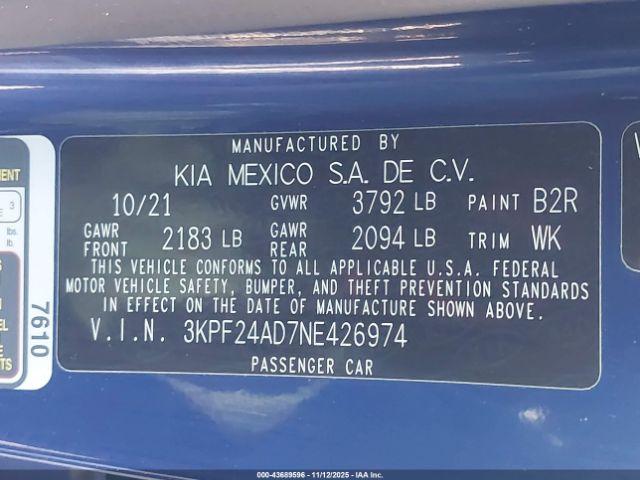 MANUFACTURED BY
KIA MEXICO S.A. DE C.V.
10/21 GVWR 3792 LB PAINT B2R
GAWR FRONT 2183 LB GAWR REAR 2094 LB TRIM WK
THIS VEHICLE CONFORMS TO ALL APPLICABLE U.S.A. FEDERAL
MOTOR VEHICLE SAFETY, BUMPER, AND THEFT PREVENTION STANDARDS
IN EFFECT ON THE DATE OF MANUFACTURE SHOWN ABOVE.
V.I.N. 3KPF24AD7NE426974
PASSENGER CAR
7610
3
lbs.
lb.
000-43689596 - 11/12/2025 - IAA Inc.